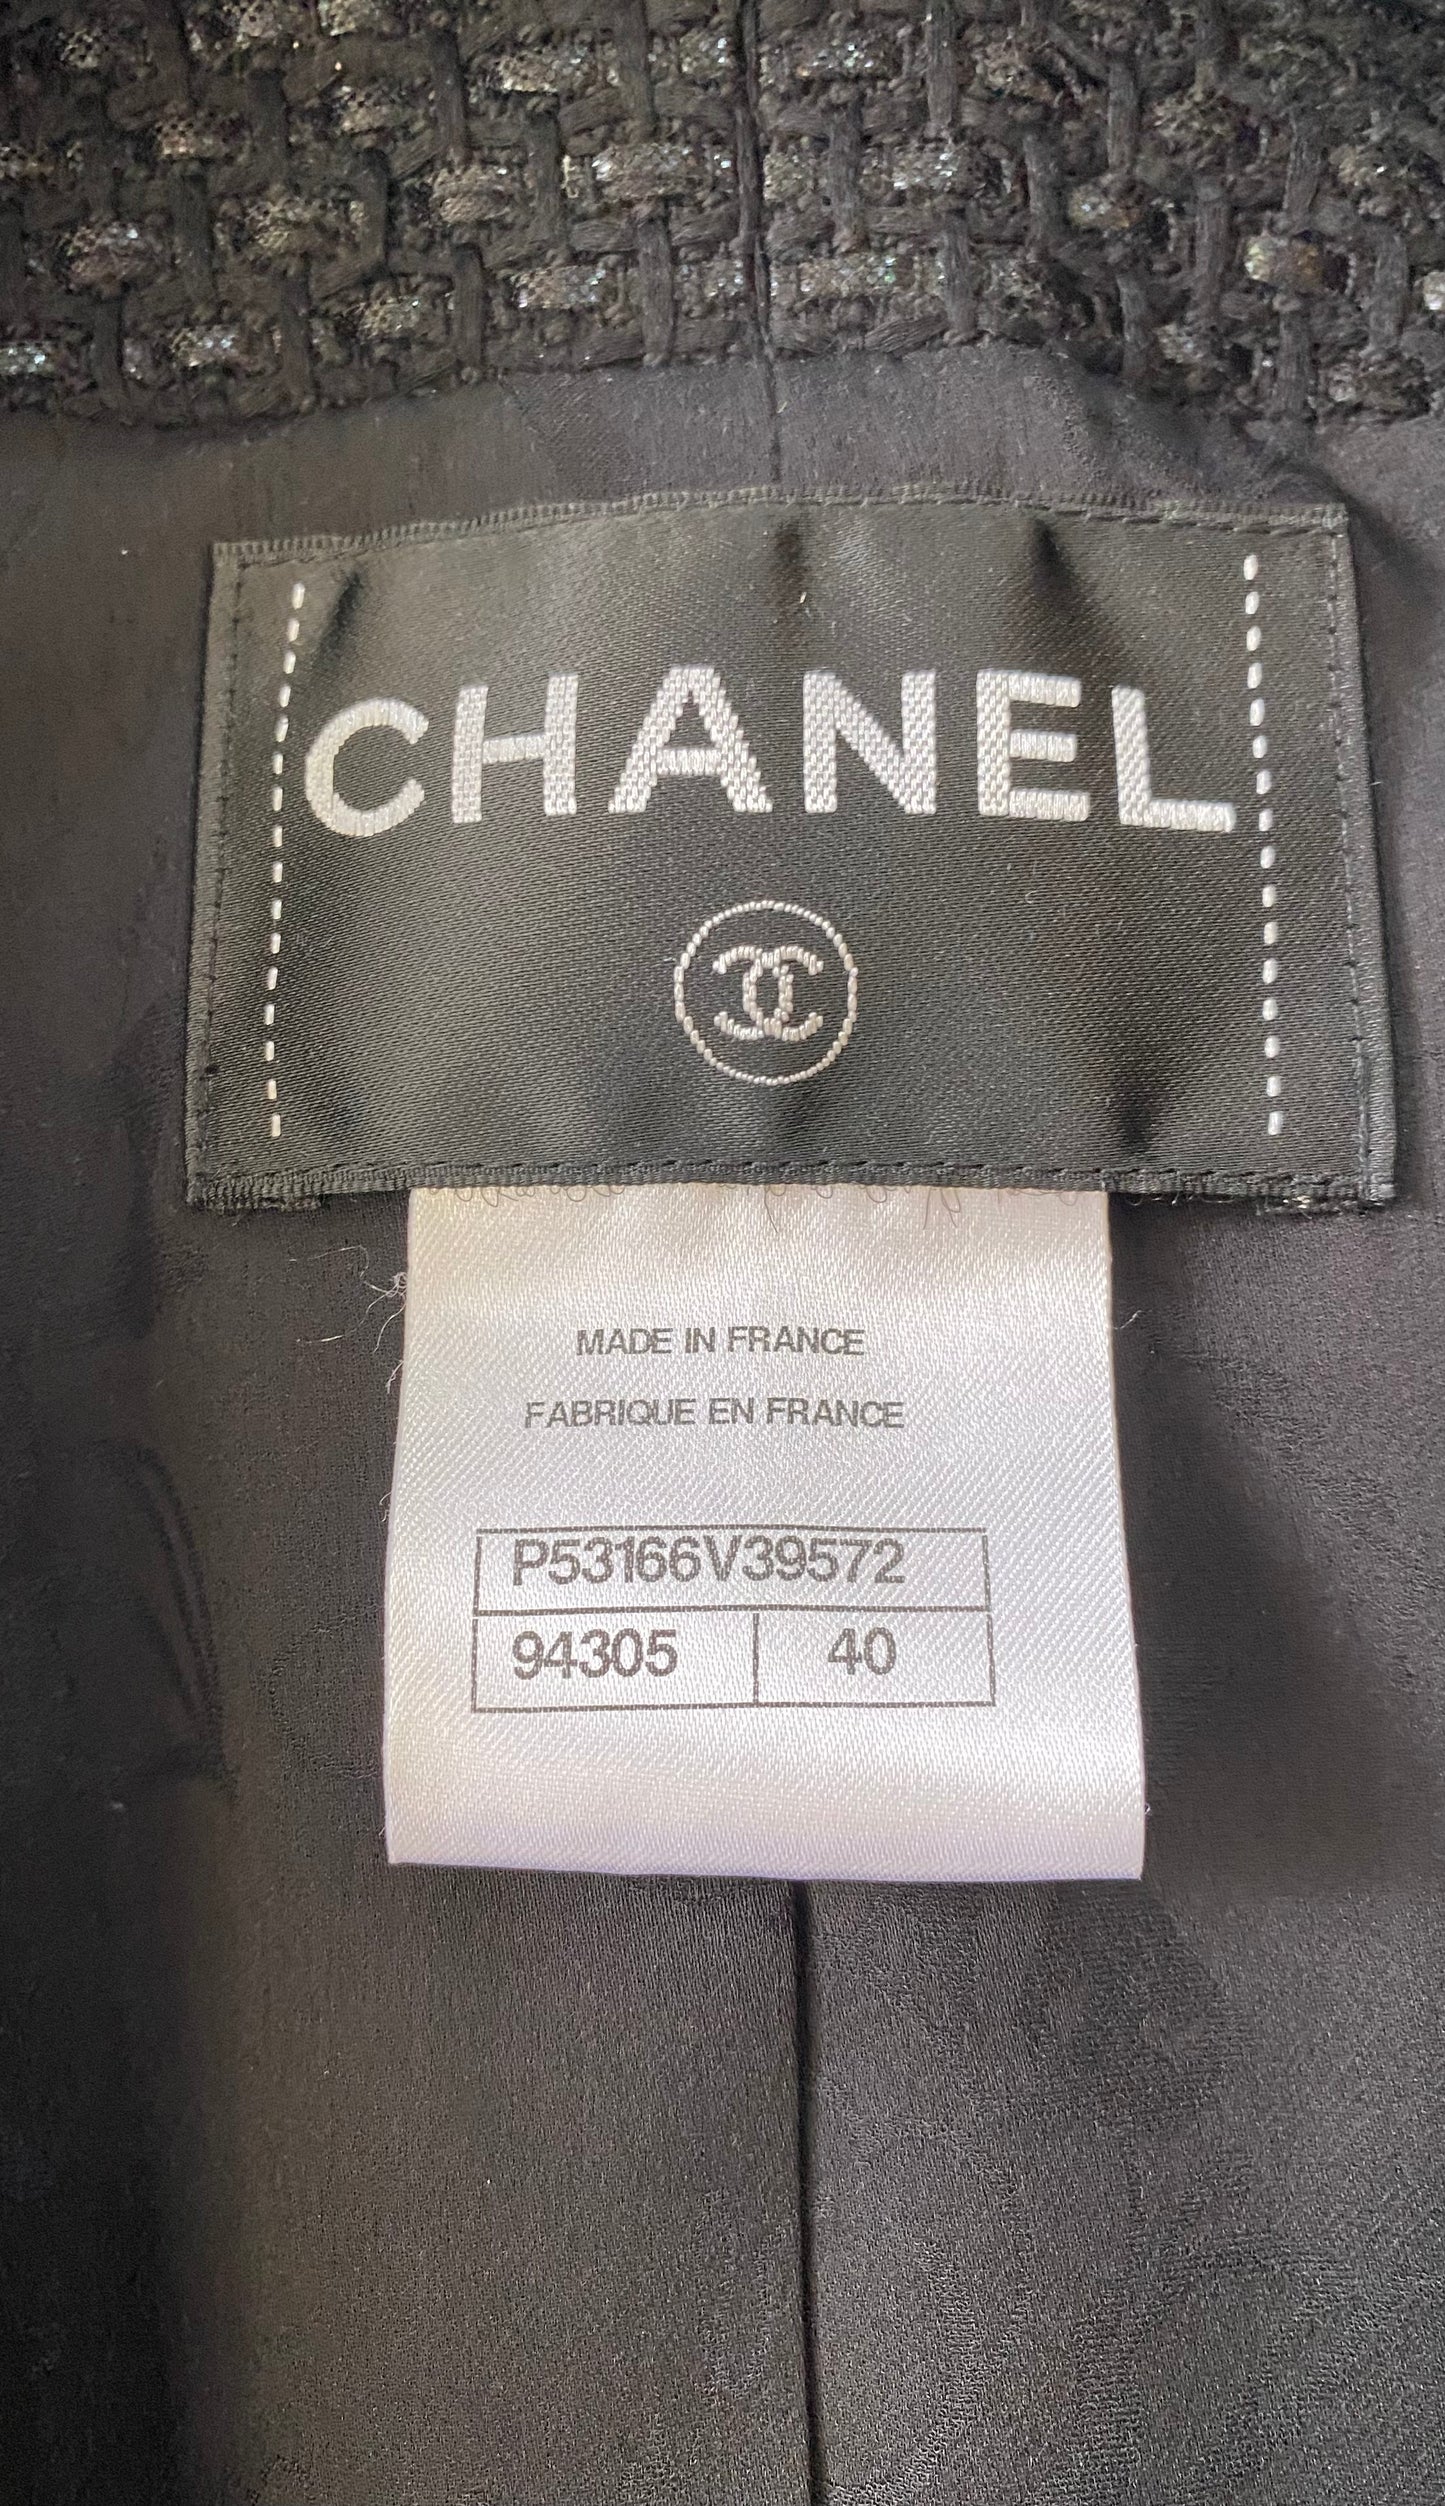 CHANEL
MADE IN FRANCE
FABRIQUE EN FRANCE
P53166V39572
94305 40